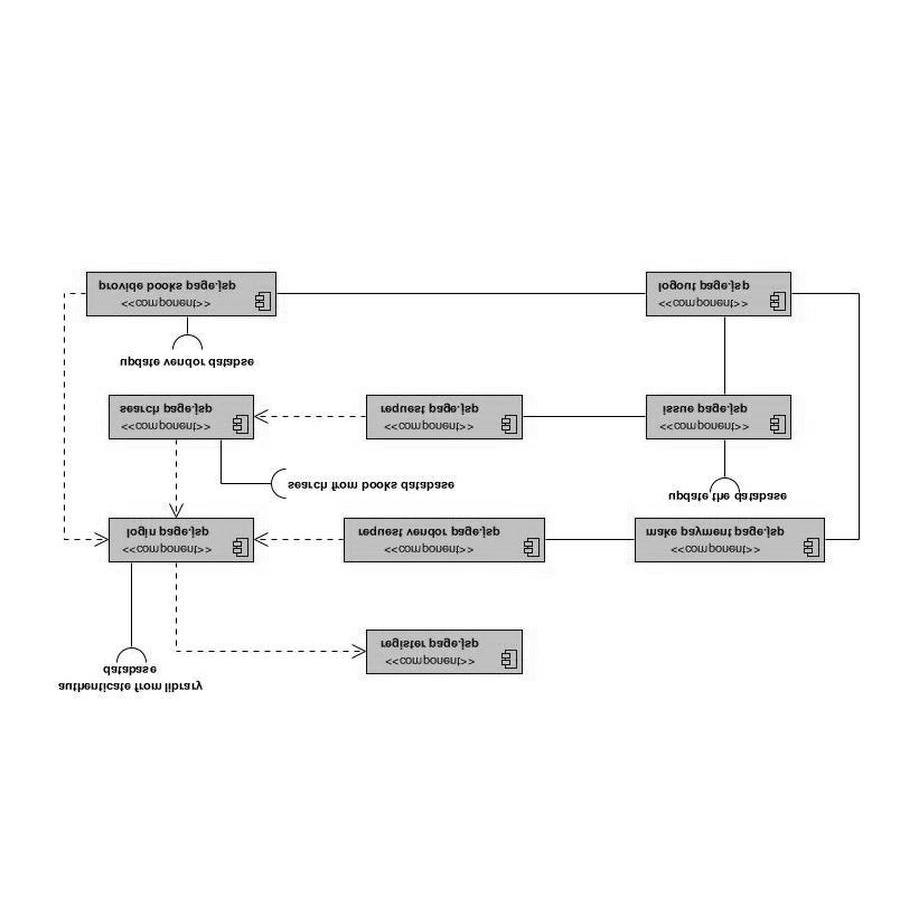 authenticate from library
database
<<component>>
register page.jsp
<<component>>
login page.jsp
<<component>>
request vendor page.jsp
<<component>>
make payment page.jsp
update the database
search from books database
<<component>>
search page.jsp
<<component>>
request page.jsp
<<component>>
issue page.jsp
update vendor databse
<<component>>
provide books page.jsp
<<component>>
logout page.jsp